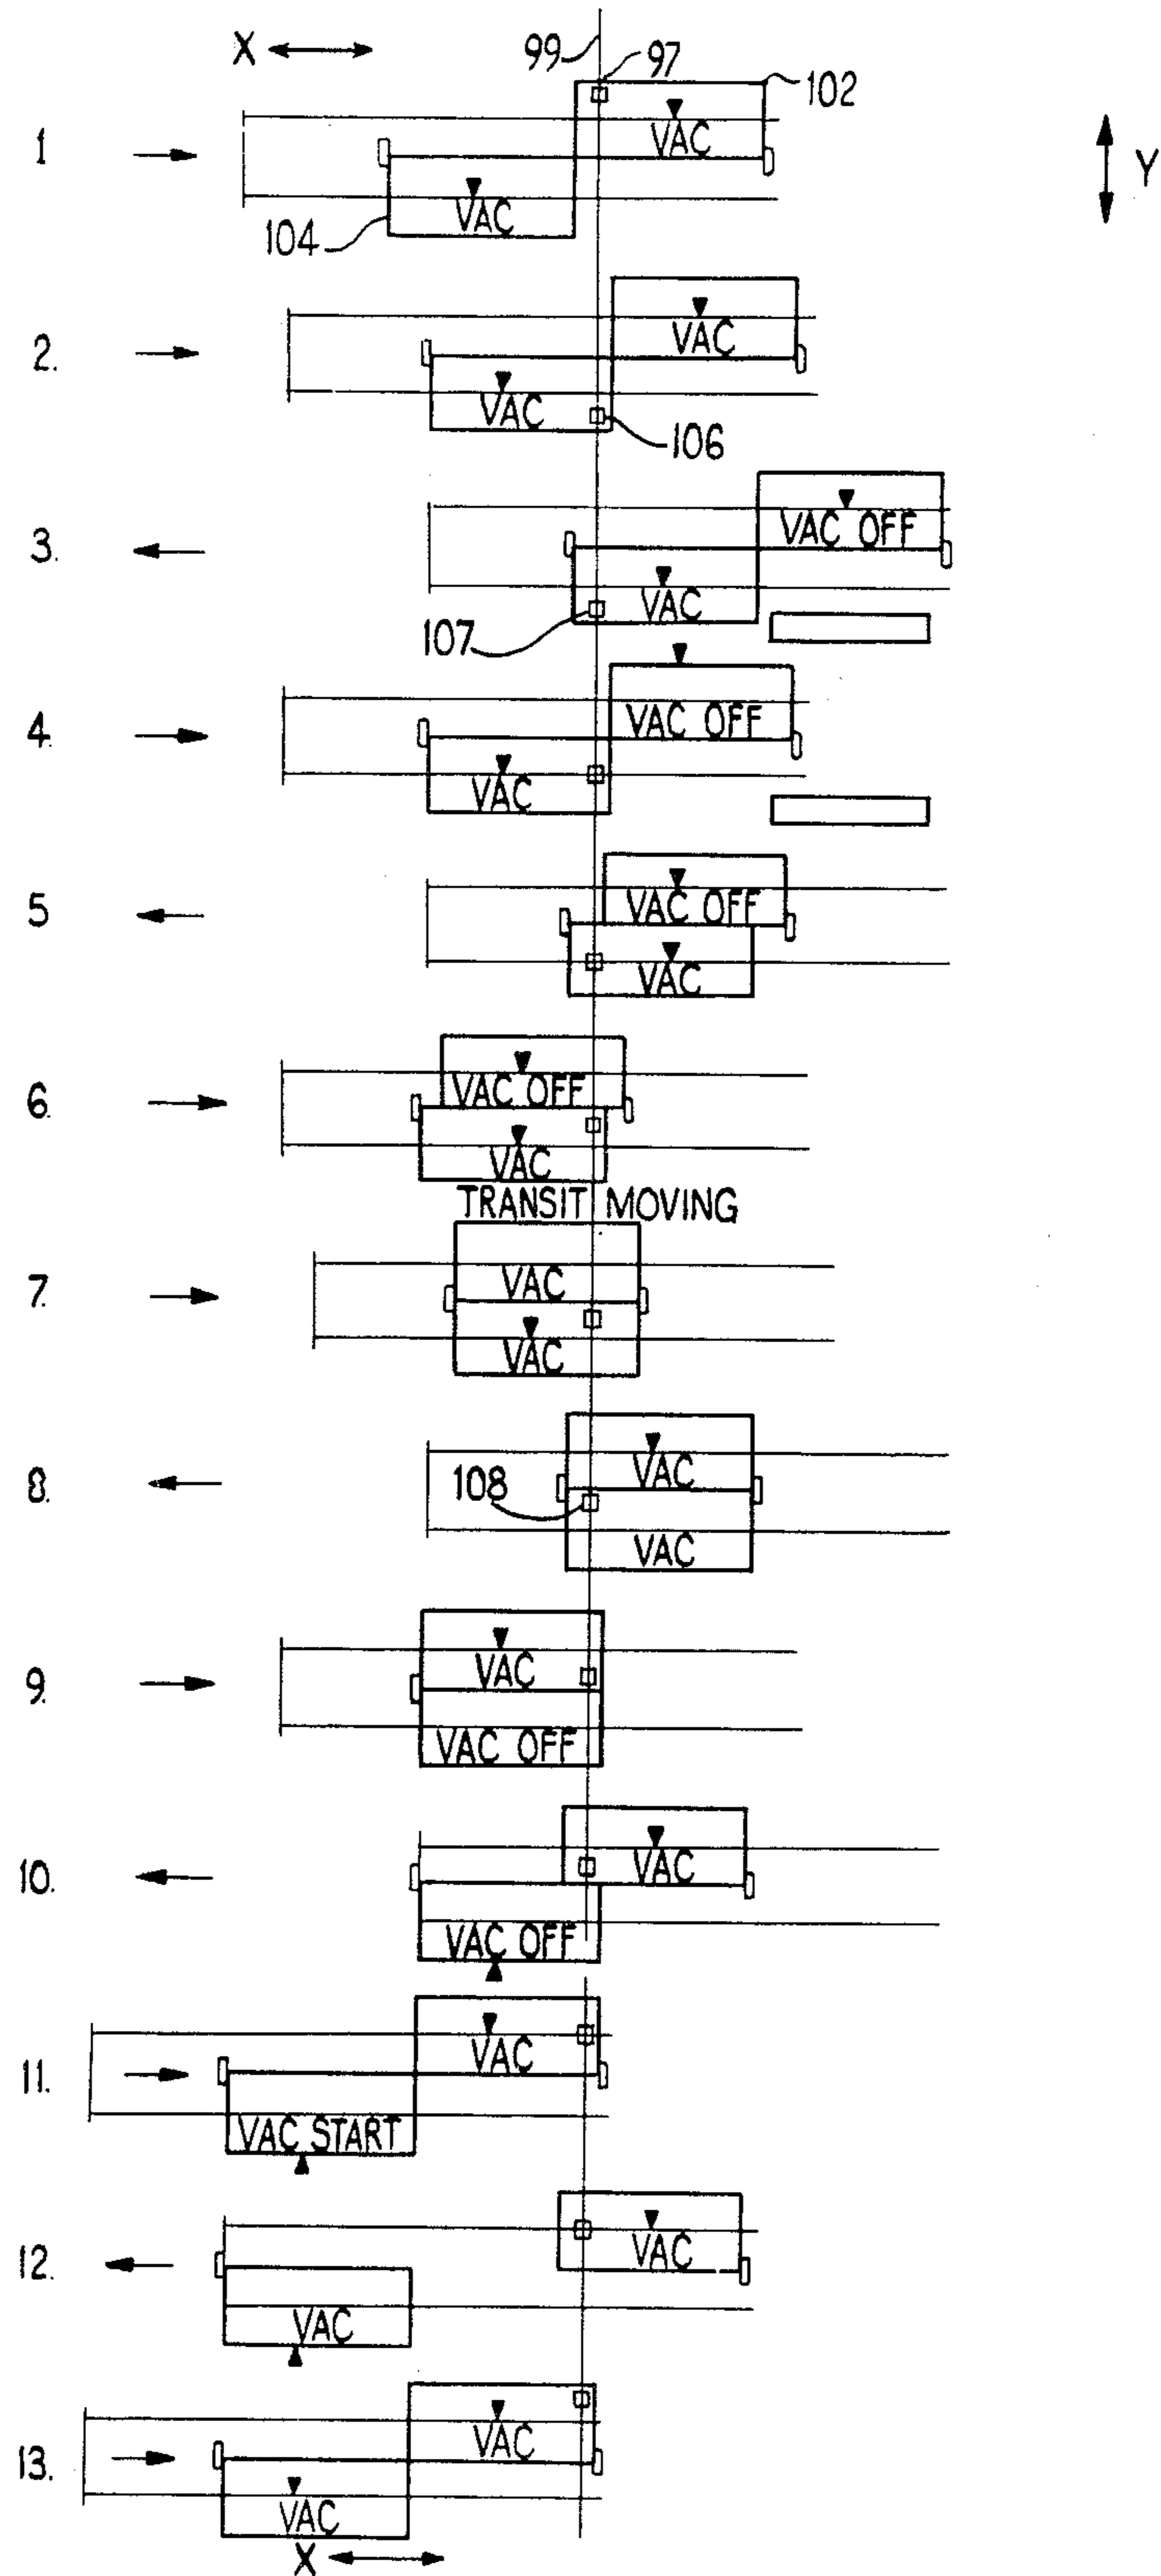 X
99
97
102
1
VAC
Y
VAC
104
2.
VAC
VAC
106
3.
VAC OFF
VAC
107
4.
VAC OFF
VAC
5
VAC OFF
VAC
6.
VAC OFF
VAC
TRANSIT MOVING
7.
VAC
VAC
8.
VAC
108
VAC
9.
VAC
VAC OFF
10.
VAC
VAC OFF
11.
VAC
VAC START
12.
VAC
VAC
13.
VAC
VAC
X